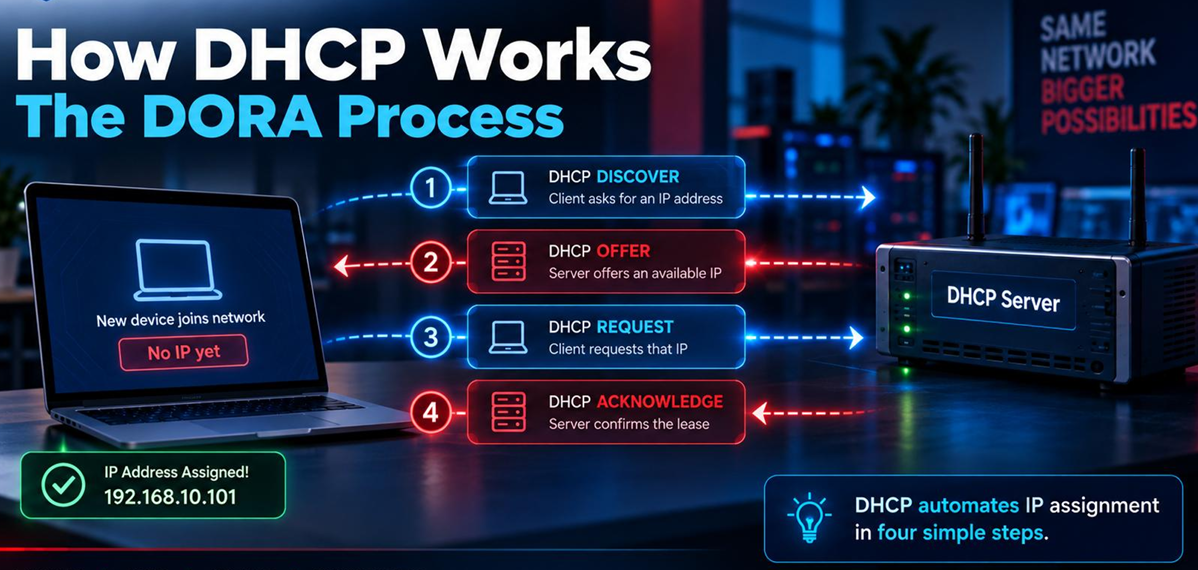 How DHCP Works
The DORA Process
SAME
NETWORK
BIGGER
POSSIBILITIES
1
DHCP DISCOVER
Client asks for an IP address
2
DHCP OFFER
Server offers an available IP
3
DHCP REQUEST
Client requests that IP
4
DHCP ACKNOWLEDGE
Server confirms the lease
New device joins network
No IP yet
DHCP Server
IP Address Assigned!
192.168.10.101
DHCP automates IP assignment
in four simple steps.